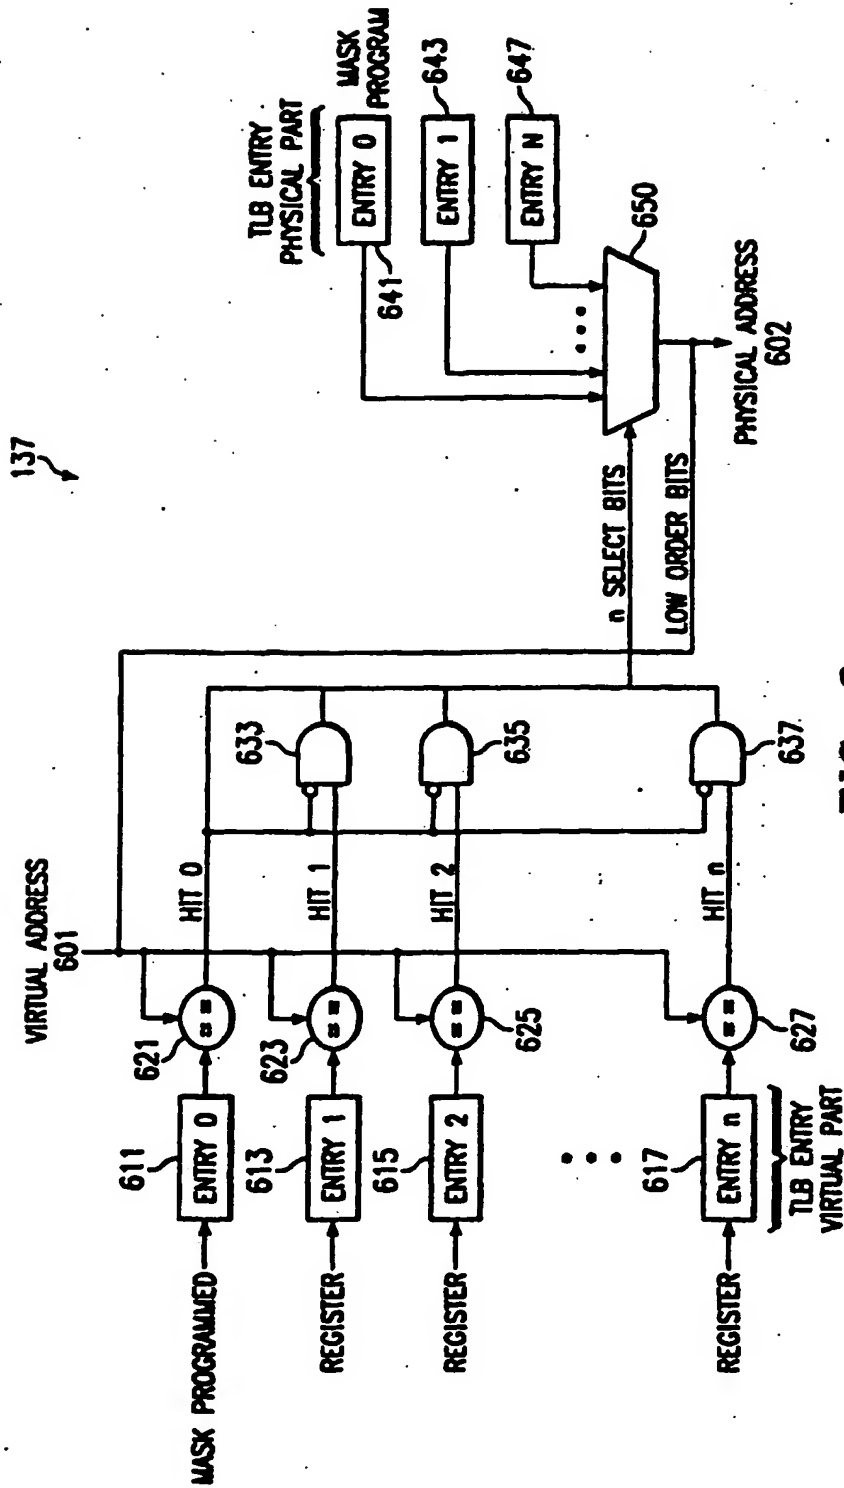 137
VIRTUAL ADDRESS
601
MASK PROGRAMMED
611
ENTRY 0
621
==
HIT 0
REGISTER
613
ENTRY 1
623
==
HIT 1
633
REGISTER
615
ENTRY 2
625
==
HIT 2
635
REGISTER
617
ENTRY n
627
==
HIT n
637
TLB ENTRY
VIRTUAL PART
n SELECT BITS
LOW ORDER BITS
TLB ENTRY
PHYSICAL PART
MASK
PROGRAM
ENTRY 0
641
ENTRY 1
643
ENTRY N
647
650
PHYSICAL ADDRESS
602